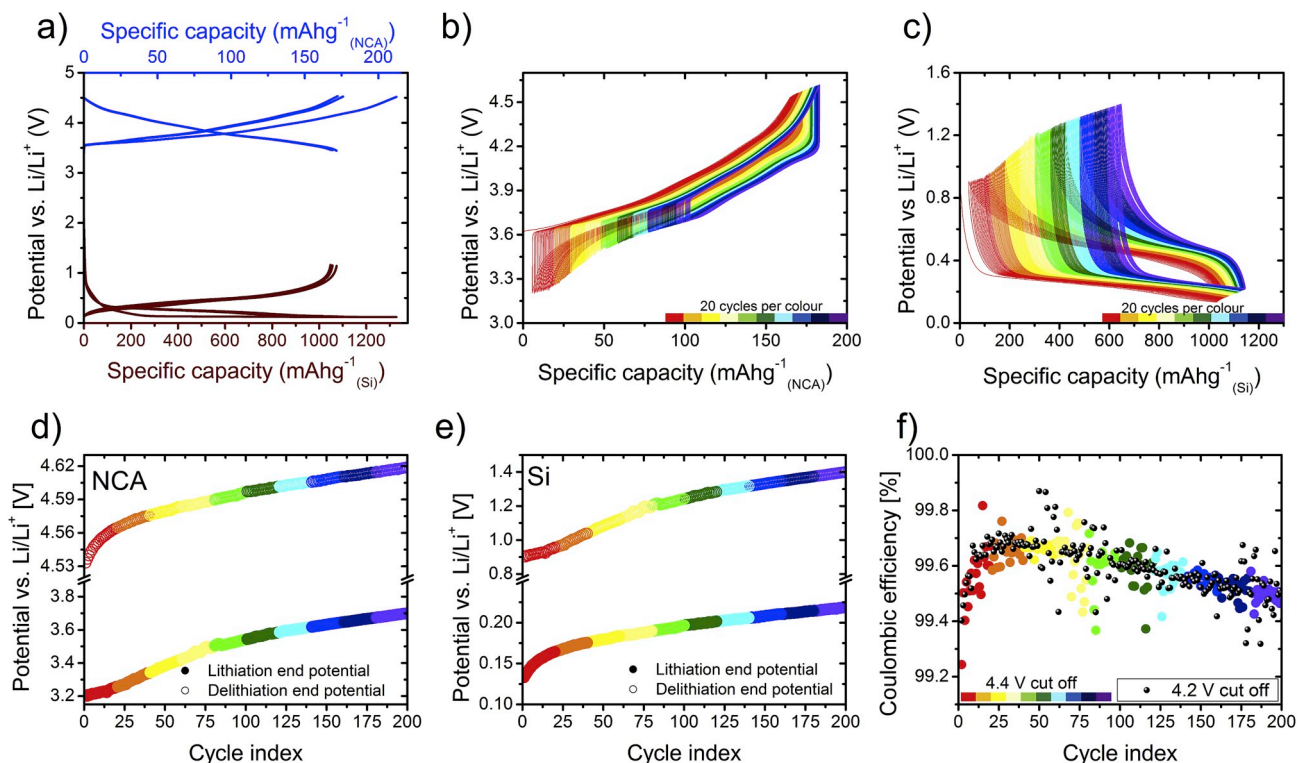 a)
Specific capacity (mAhg⁻¹(NCA))
0 50 100 150 200
Potential vs. Li/Li⁺ (V)
5
4
3
2
1
0
0 200 400 600 800 1000 1200
Specific capacity (mAhg⁻¹(Si))
b)
Potential vs. Li/Li⁺ (V)
4.5
4.2
3.9
3.6
3.3
3.0
20 cycles per colour
0 50 100 150 200
Specific capacity (mAhg⁻¹(NCA))
c)
Potential vs Li/Li⁺ (V)
1.6
1.2
0.8
0.4
0.0
20 cycles per colour
0 200 400 600 800 1000 1200
Specific capacity (mAhg⁻¹(Si))
d)
NCA
Potential vs. Li/Li⁺ [V]
4.62
4.59
4.56
4.53
3.8
3.6
3.4
3.2
Lithiation end potential
Delithiation end potential
0 25 50 75 100 125 150 175 200
Cycle index
e)
Si
Potential vs. Li/Li⁺ [V]
1.4
1.2
1.0
0.8
0.20
0.15
0.10
Lithiation end potential
Delithiation end potential
0 25 50 75 100 125 150 175 200
Cycle index
f)
Coulombic efficiency [%]
100.0
99.8
99.6
99.4
99.2
4.4 V cut off
4.2 V cut off
0 25 50 75 100 125 150 175 200
Cycle index